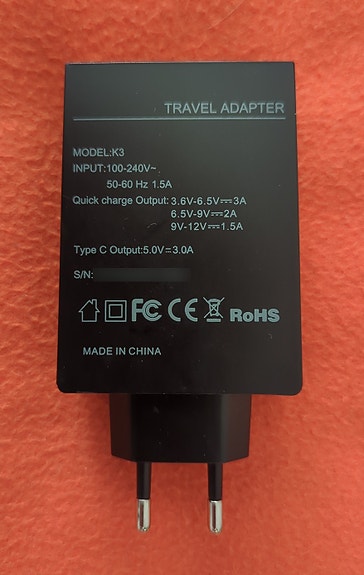 TRAVEL ADAPTER
MODEL:K3
INPUT:100-240V~
50-60 Hz 1.5A
Quick charge Output: 3.6V-6.5V⎓3A
6.5V-9V⎓2A
9V-12V⎓1.5A
Type C Output:5.0V=3.0A
S/N:
FC CE RoHS
MADE IN CHINA